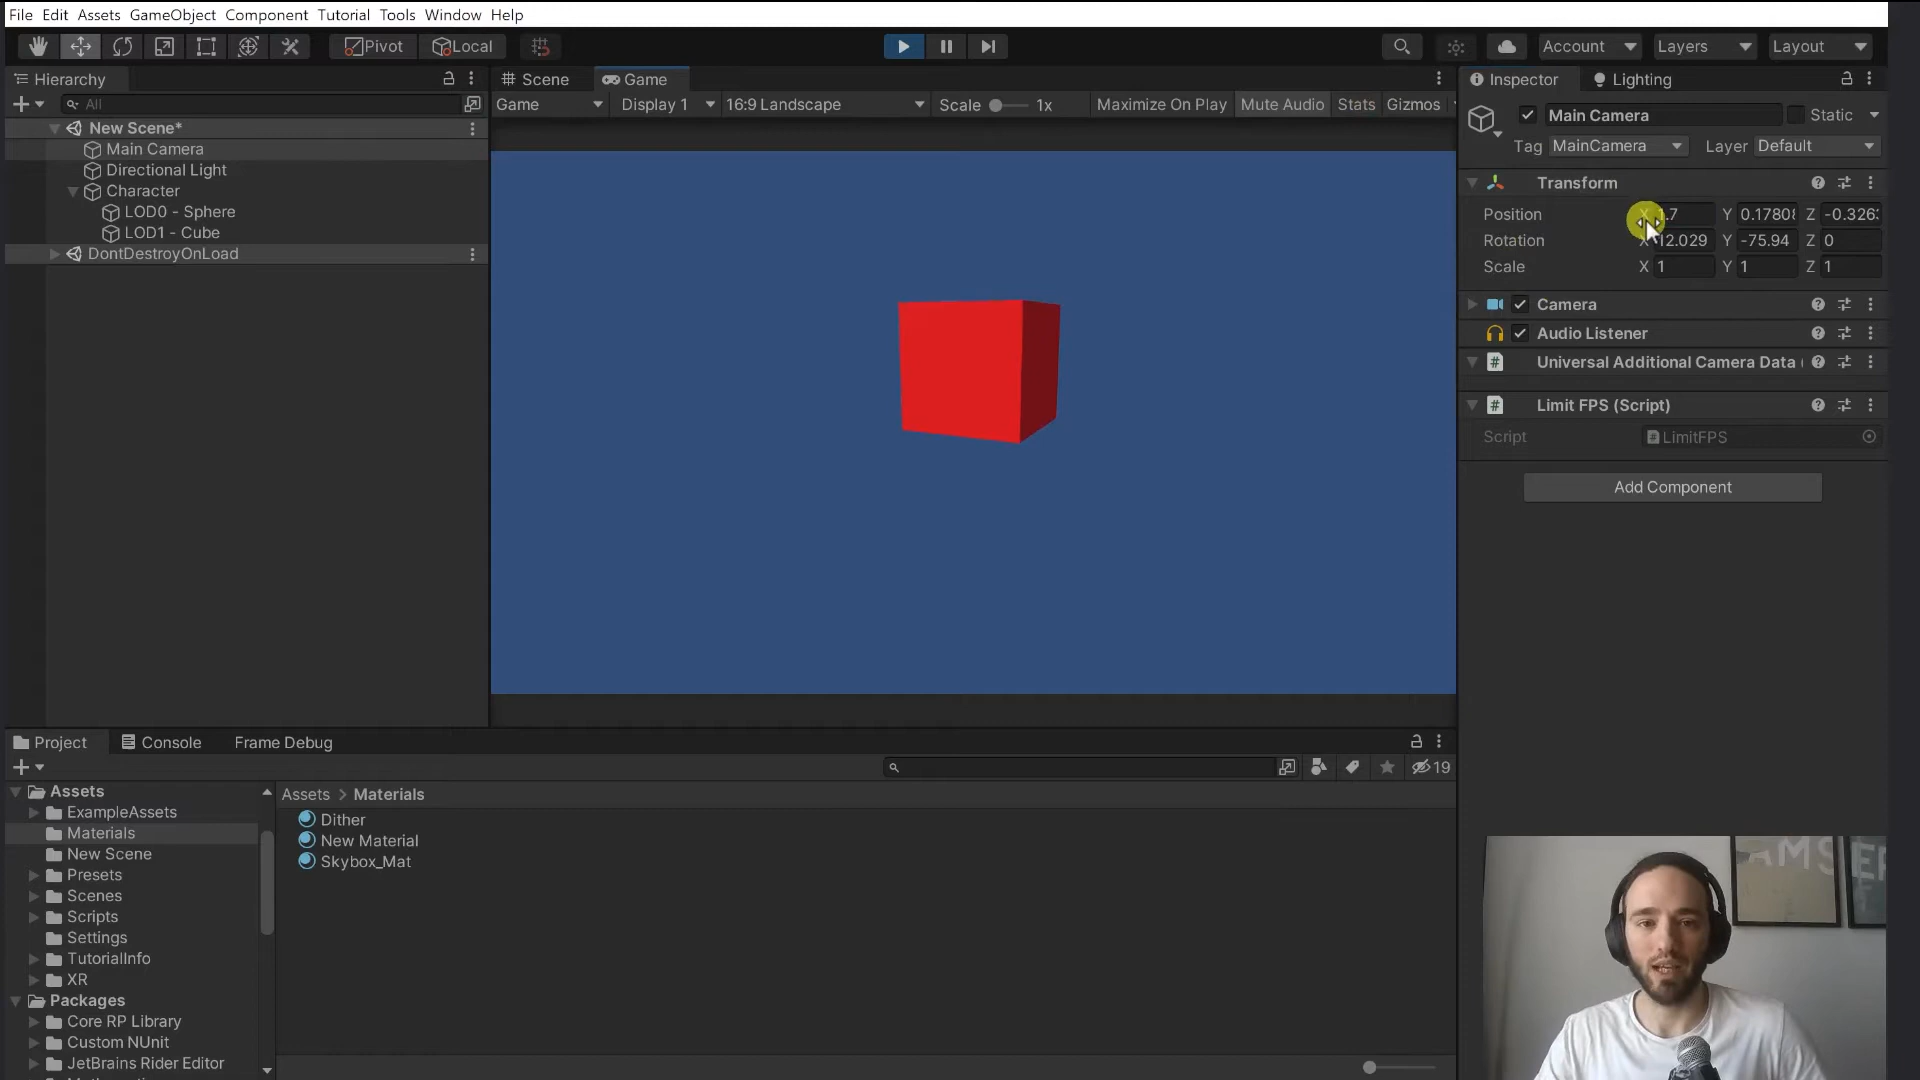 File Edit Assets GameObject Component Tutorial Tools Window Help
Pivot Local Account Layers Layout
Hierarchy
All
New Scene*
Main Camera
Directional Light
Character
LOD0 - Sphere
LOD1 - Cube
DontDestroyOnLoad
Scene Game
Game Display 1 16:9 Landscape Scale 1x Maximize On Play Mute Audio Stats Gizmos
Inspector Lighting
Main Camera Static
Tag MainCamera Layer Default
Transform
Position X 1.7 Y 0.1780 Z -0.326
Rotation X 12.029 Y -75.94 Z 0
Scale X 1 Y 1 Z 1
Camera
Audio Listener
Universal Additional Camera Data
Limit FPS (Script)
Script LimitFPS
Add Component
Project Console Frame Debug
19
Assets
ExampleAssets
Materials
New Scene
Presets
Scenes
Scripts
Settings
TutorialInfo
XR
Packages
Core RP Library
Custom NUnit
JetBrains Rider Editor
Assets > Materials
Dither
New Material
Skybox_Mat